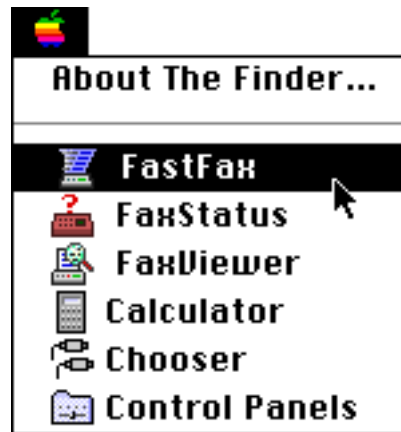 About The Finder...
FastFax
FaxStatus
FaxViewer
Calculator
Chooser
Control Panels